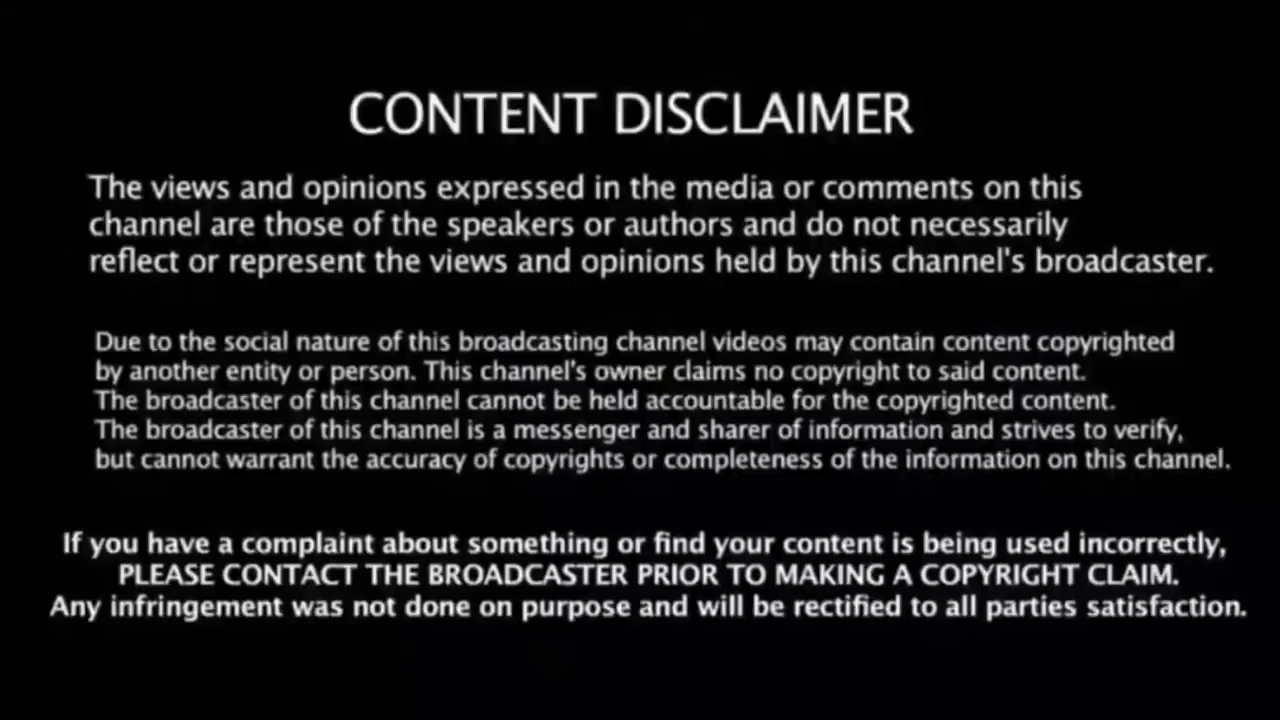 CONTENT DISCLAIMER
The views and opinions expressed in the media or comments on this
channel are those of the speakers or authors and do not necessarily
reflect or represent the views and opinions held by this channel's broadcaster.
Due to the social nature of this broadcasting channel videos may contain content copyrighted
by another entity or person. This channel's owner claims no copyright to said content.
The broadcaster of this channel cannot be held accountable for the copyrighted content.
The broadcaster of this channel is a messenger and sharer of information and strives to verify,
but cannot warrant the accuracy of copyrights or completeness of the information on this channel.
If you have a complaint about something or find your content is being used incorrectly,
PLEASE CONTACT THE BROADCASTER PRIOR TO MAKING A COPYRIGHT CLAIM.
Any infringement was not done on purpose and will be rectified to all parties satisfaction.